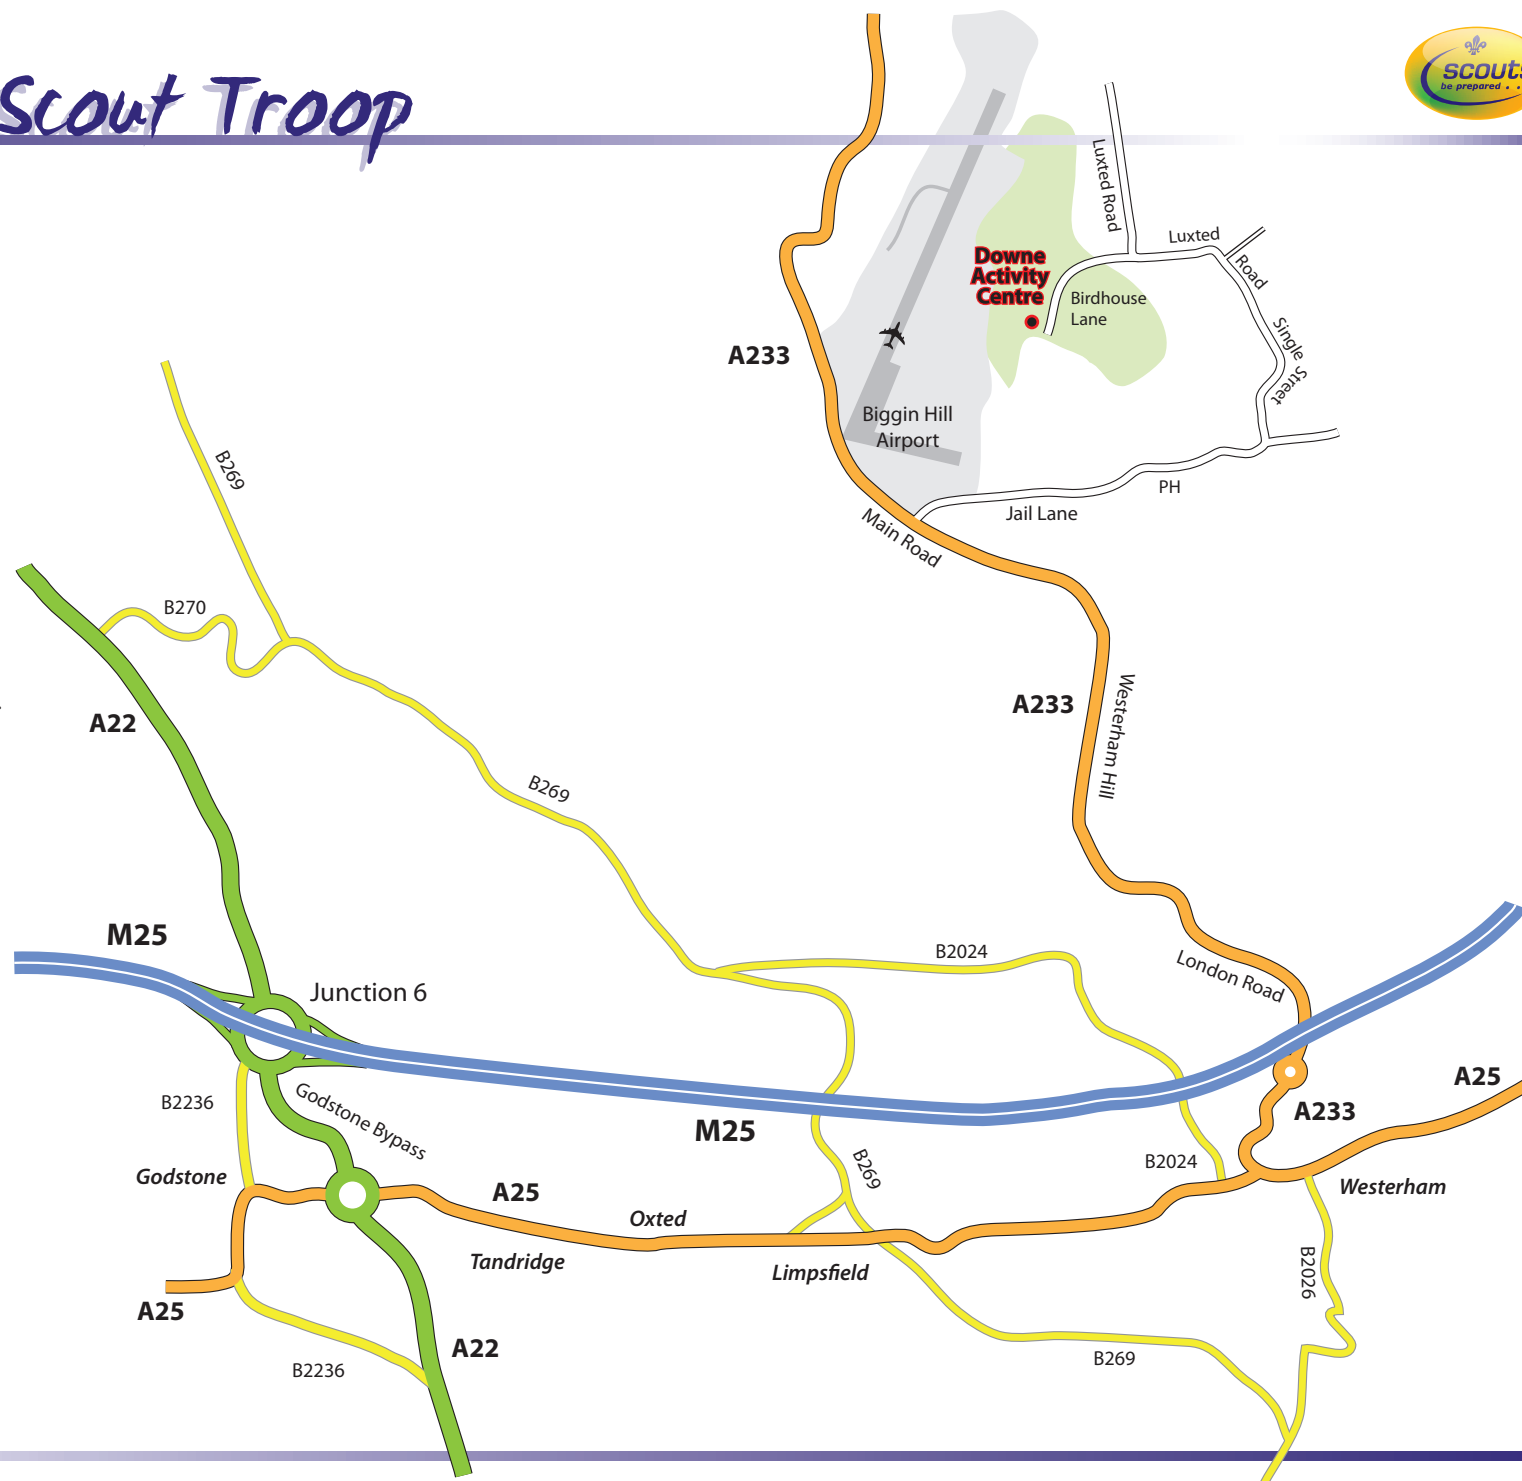 Scout Troop
scouts
be prepared . .
Luxted Road
Luxted
Road
Downe
Activity
Centre
Birdhouse
Lane
Single
Street
A233
Biggin Hill
Airport
B269
PH
Jail Lane
Main Road
B270
A233
Westerham Hill
A22
B269
M25
B2024
London Road
Junction 6
A25
B2236
Godstone Bypass
A233
M25
B269
B2024
Godstone
A25
Westerham
Oxted
Tandridge
Limpsfield
B2026
A25
A22
B269
B2236